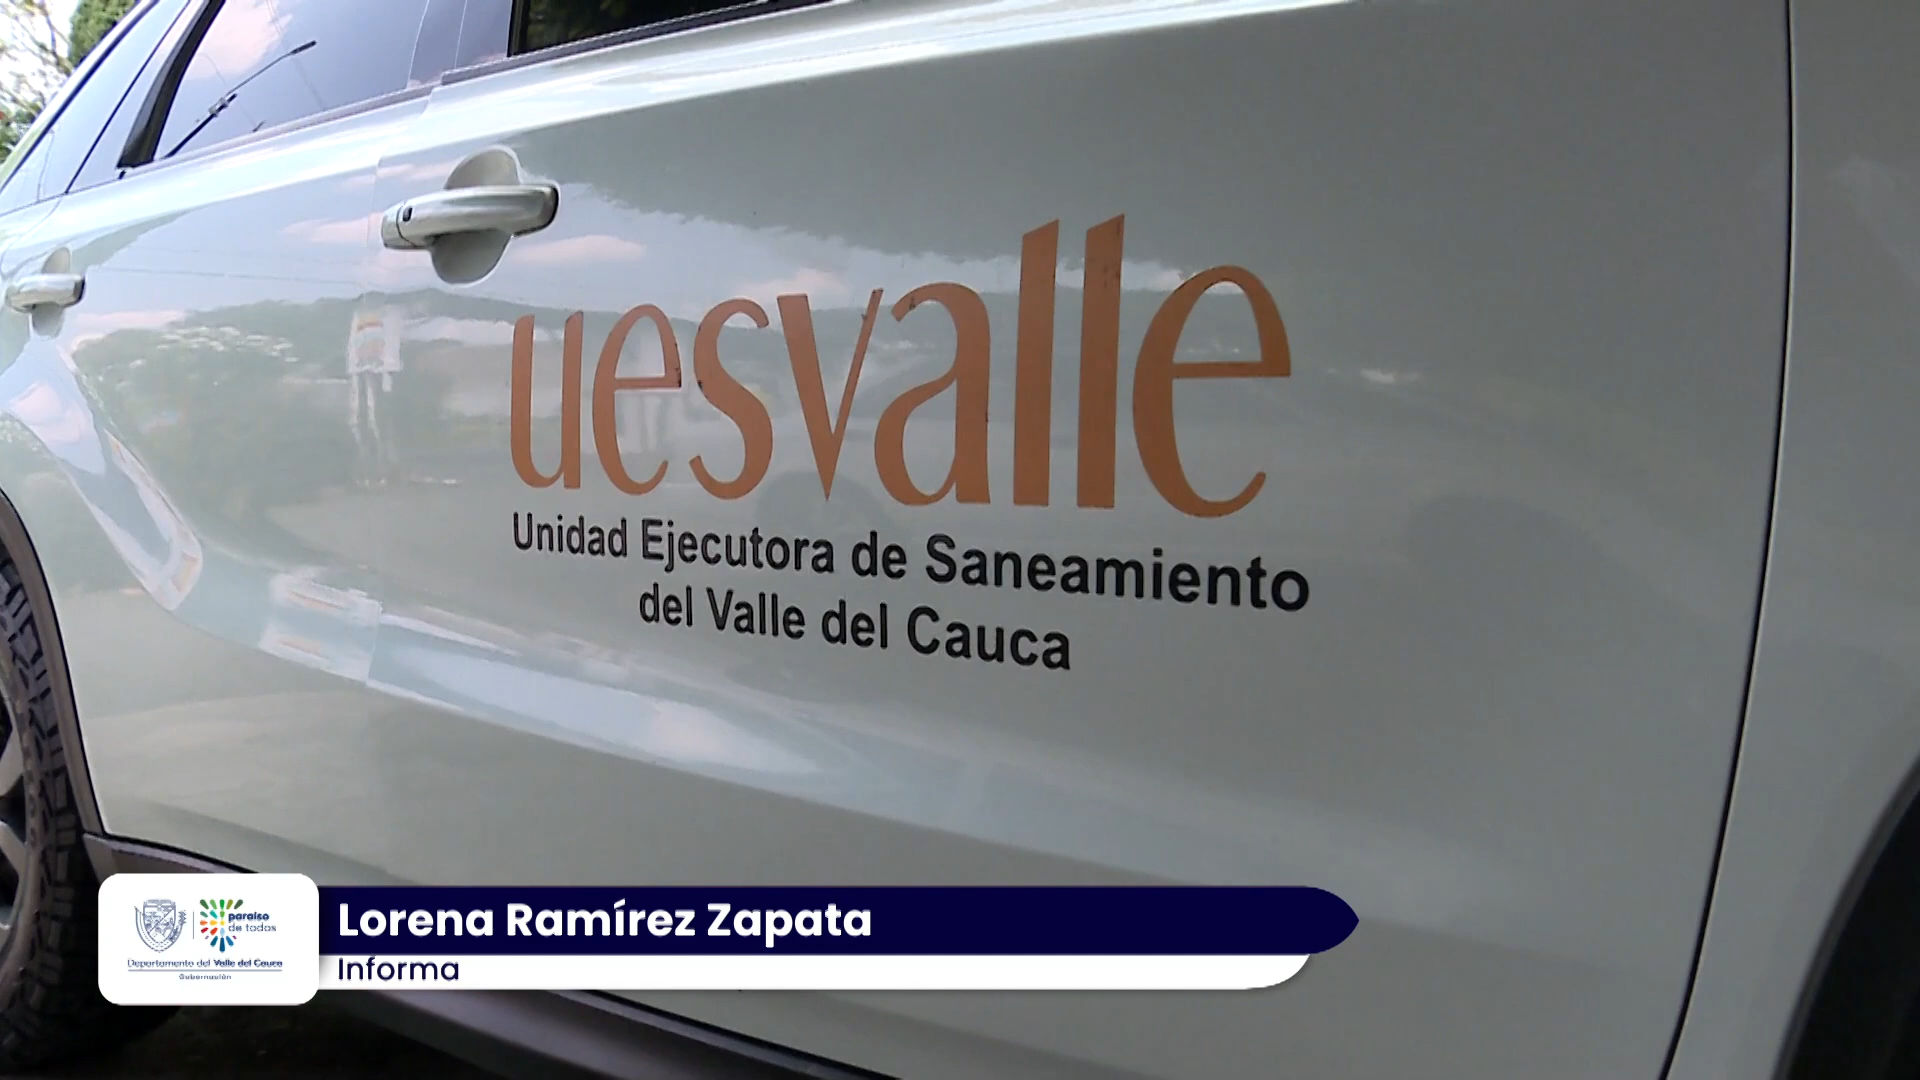 uesvalle
Unidad Ejecutora de Saneamiento
del Valle del Cauca
paraíso
de todos
Departamento del Valle del Cauca
Gobernación
Lorena Ramírez Zapata
Informa